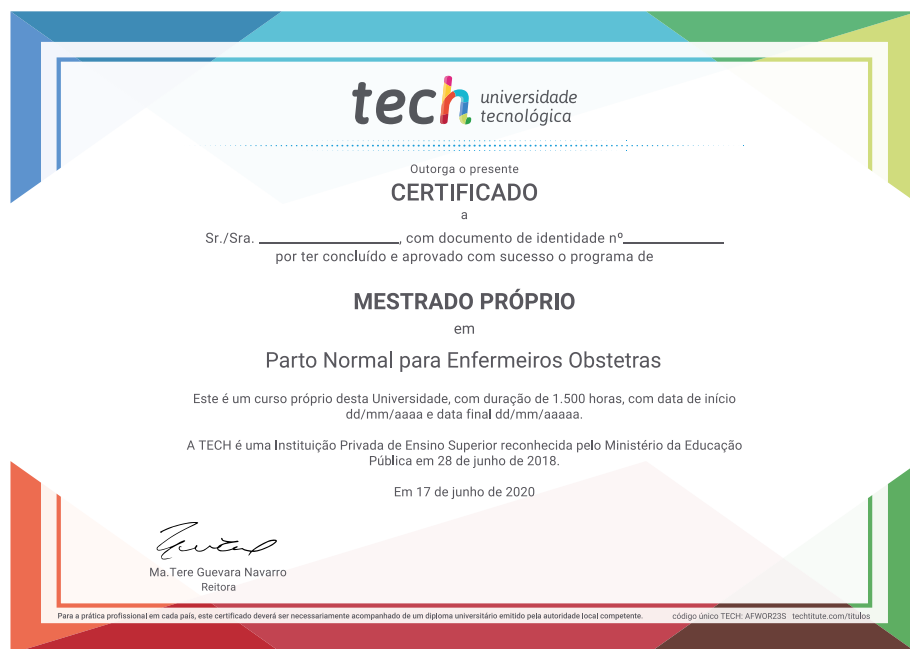 tech universidade
tecnológica
Outorga o presente
CERTIFICADO
a
Sr./Sra. ________________, com documento de identidade nº____________
por ter concluído e aprovado com sucesso o programa de
MESTRADO PRÓPRIO
em
Parto Normal para Enfermeiros Obstetras
Este é um curso próprio desta Universidade, com duração de 1.500 horas, com data de início
dd/mm/aaaa e data final dd/mm/aaaaa.
A TECH é uma Instituição Privada de Ensino Superior reconhecida pelo Ministério da Educação
Pública em 28 de junho de 2018.
Em 17 de junho de 2020
Ma.Tere Guevara Navarro
Reitora
Para a prática profissional em cada país, este certificado deverá ser necessariamente acompanhado de um diploma universitário emitido pela autoridade local competente. código único TECH: AFWOR23S techtitute.com/titulos